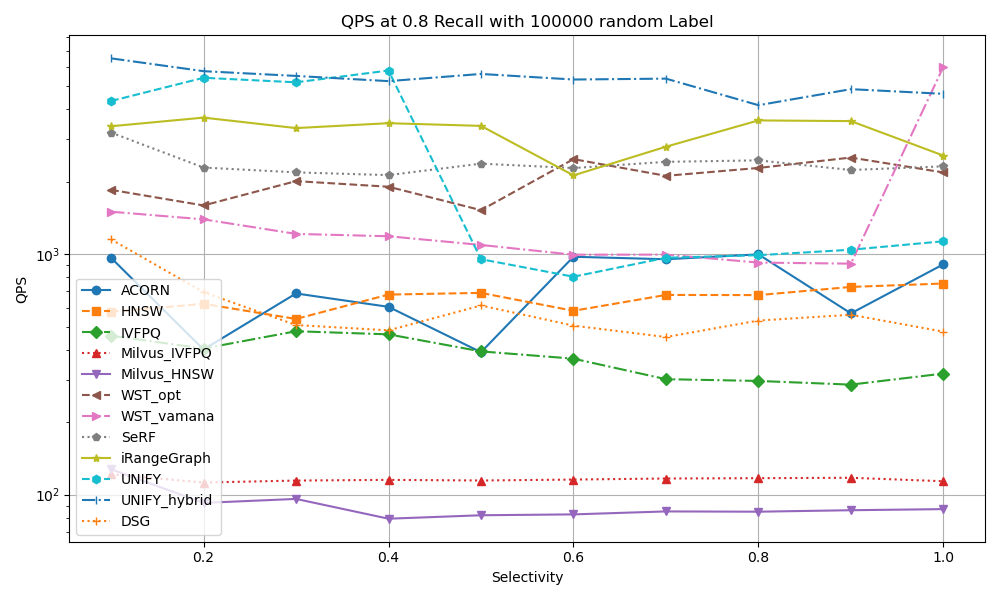 QPS at 0.8 Recall with 100000 random Label
QPS
10³
10²
ACORN
HNSW
IVFPQ
Milvus_IVFPQ
Milvus_HNSW
WST_opt
WST_vamana
SeRF
iRangeGraph
UNIFY
UNIFY_hybrid
DSG
0.2 0.4 0.6 0.8 1.0
Selectivity